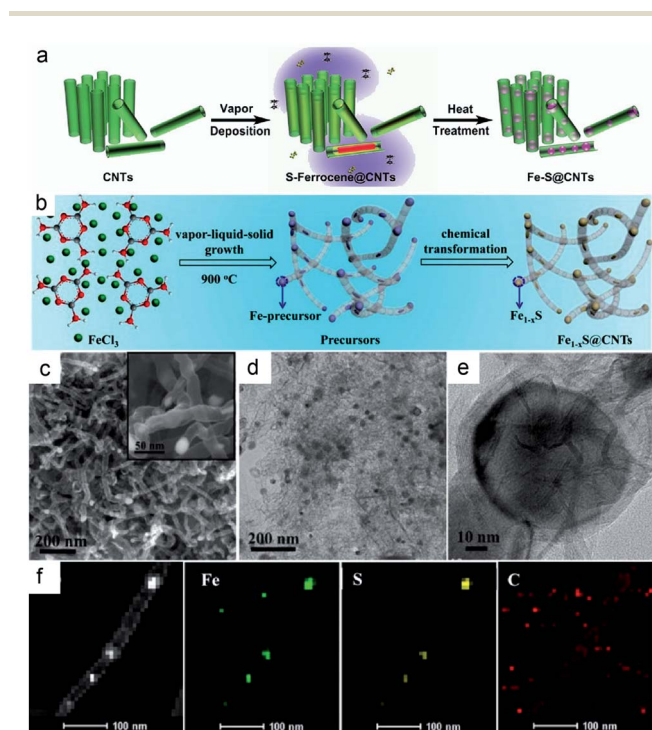 a
Vapor
Deposition
Heat
Treatment
CNTs
S-Ferrocene@CNTs
Fe-S@CNTs
b
vapor-liquid-solid
growth
900 °C
chemical
transformation
Fe-precursor
Fe1-xS
FeCl3
Precursors
Fe1-xS@CNTs
c
50 nm
200 nm
d
200 nm
e
10 nm
f
Fe
S
C
100 nm
100 nm
100 nm
100 nm